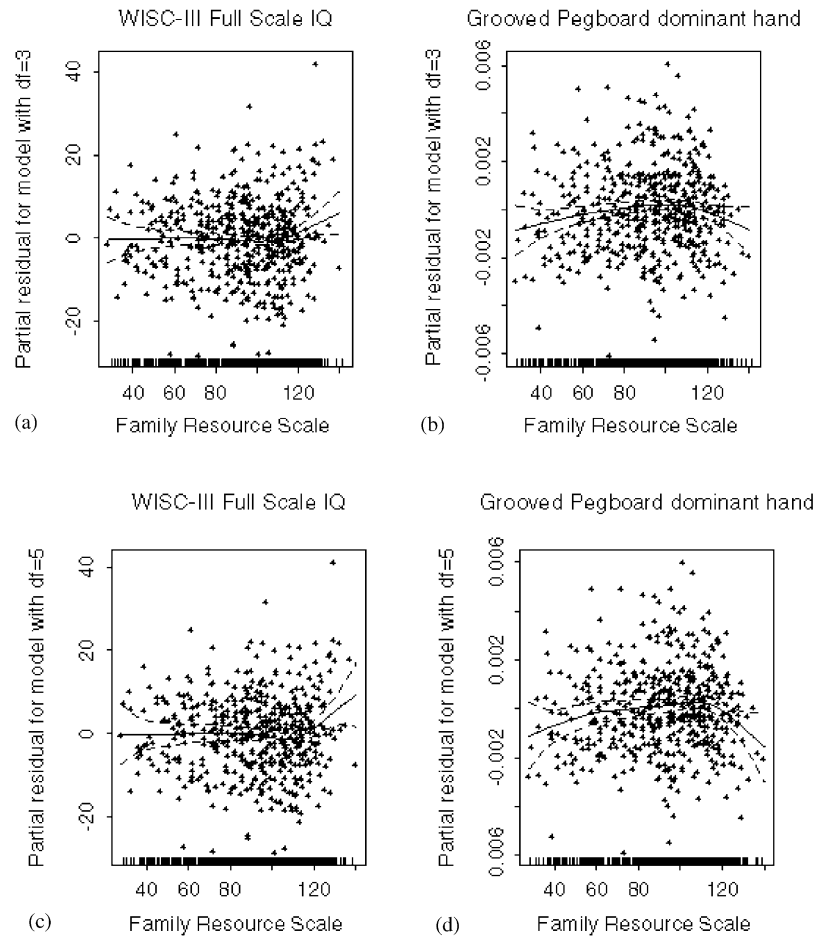 WISC-III Full Scale IQ
Partial residual for model with df=3
40
20
0
-20
40 60 80 120
Family Resource Scale
(a)
Grooved Pegboard dominant hand
Partial residual for model with df=3
0.006
0.002
-0.002
-0.006
40 60 80 120
Family Resource Scale
(b)
WISC-III Full Scale IQ
Partial residual for model with df=5
40
20
0
-20
40 60 80 120
Family Resource Scale
(c)
Grooved Pegboard dominant hand
Partial residual for model with df=5
0.006
0.002
-0.002
0.006
40 60 80 120
Family Resource Scale
(d)